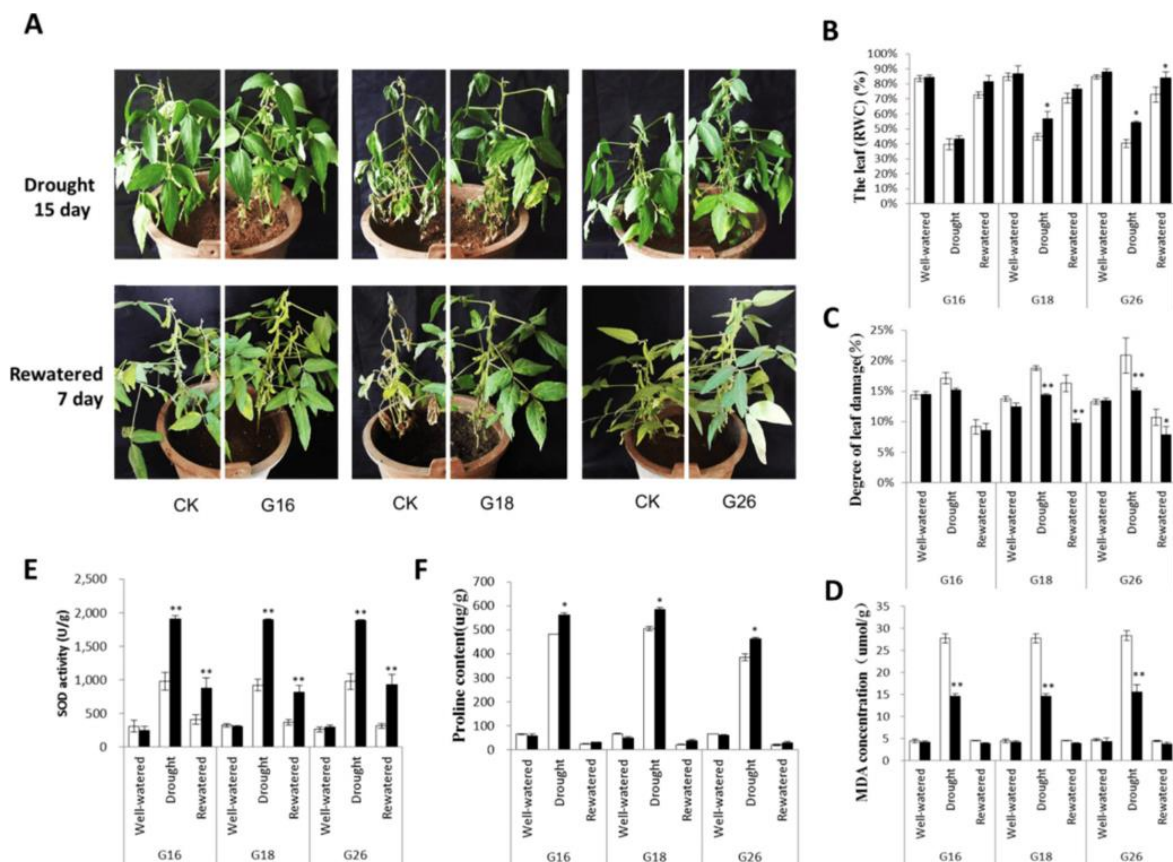 A
Drought
15 day
Rewatered
7 day
CK
G16
CK
G18
CK
G26
B
The leaf (RWC) (%)
100%
90%
80%
70%
60%
50%
40%
30%
20%
10%
0%
*
*
*
Well-watered
Drought
Rewatered
Well-watered
Drought
Rewatered
Well-watered
Drought
Rewatered
G16
G18
G26
C
Degree of leaf damage(%)
25%
20%
15%
10%
5%
0%
**
**
**
*
Well-watered
Drought
Rewatered
Well-watered
Drought
Rewatered
Well-watered
Drought
Rewatered
G16
G18
G26
E
SOD activity (U/g)
2,500
2,000
1,500
1,000
500
0
**
**
**
**
**
**
Well-watered
Drought
Rewatered
Well-watered
Drought
Rewatered
Well-watered
Drought
Rewatered
G16
G18
G26
F
Proline content(ug/g)
700
600
500
400
300
200
100
0
*
*
*
Well-watered
Drought
Rewatered
Well-watered
Drought
Rewatered
Well-watered
Drought
Rewatered
G16
G18
G26
D
MDA concentration（umol/g）
35
30
25
20
15
10
5
0
**
**
**
Well-watered
Drought
Rewatered
Well-watered
Drought
Rewatered
Well-watered
Drought
Rewatered
G16
G18
G26